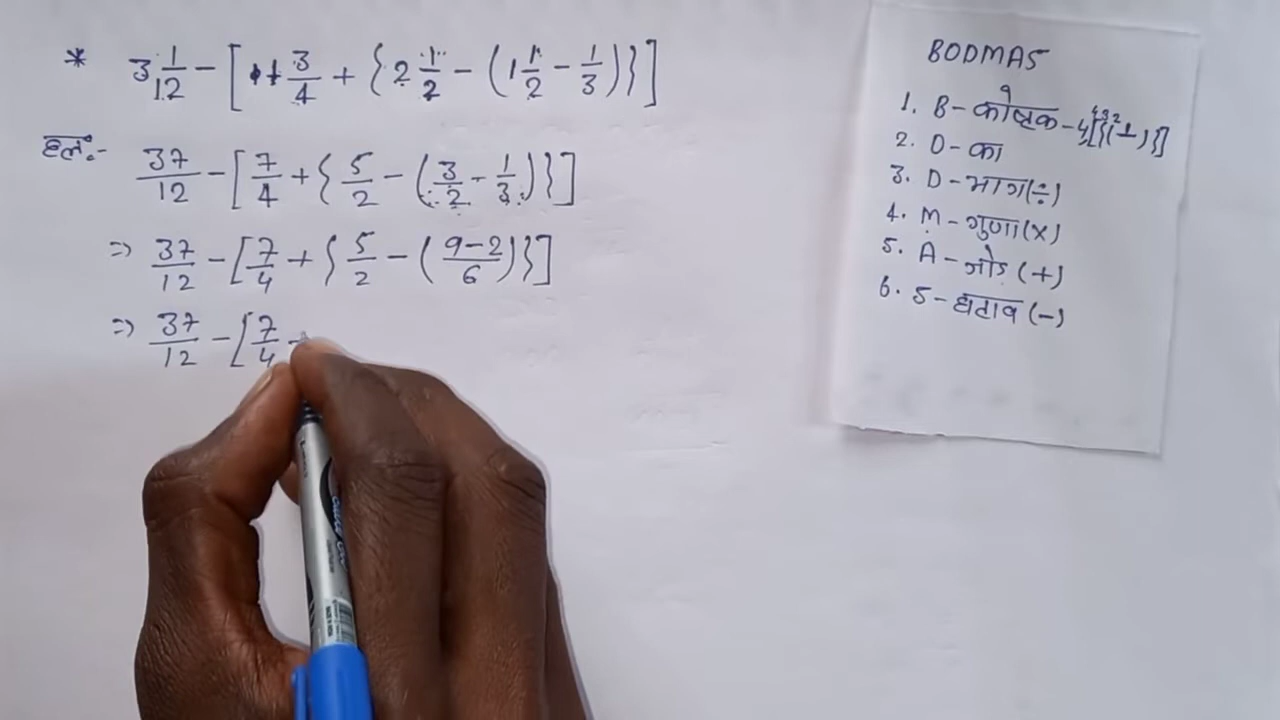 * 3 1/12 - [1 3/4 + {2 1/2 - (1 1/2 - 1/3)}]
हल:- 37/12 - [7/4 + {5/2 - (3/2 - 1/3)}]
⇒ 37/12 - [7/4 + {5/2 - (9-2/6)}]
⇒ 37/12 - [7/4 -
BODMAS
1. B - कोष्टक -
2. O - का
3. D - भाग (÷)
4. M - गुणा (×)
5. A - जोड (+)
6. S - घटाव (-)